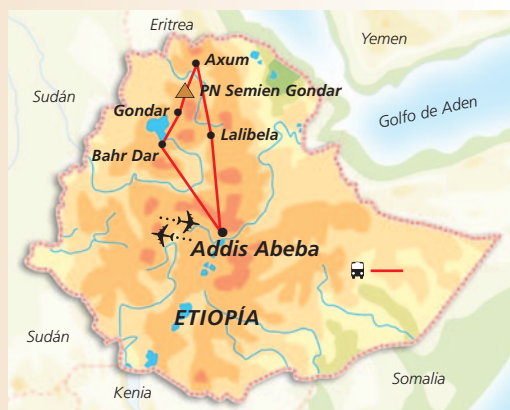 Eritrea
Yemen
Axum
Sudán
PN Semien Gondar
Golfo de Aden
Gondar
Lalibela
Bahr Dar
Addis Abeba
ETIOPÍA
Sudán
Somalia
Kenia